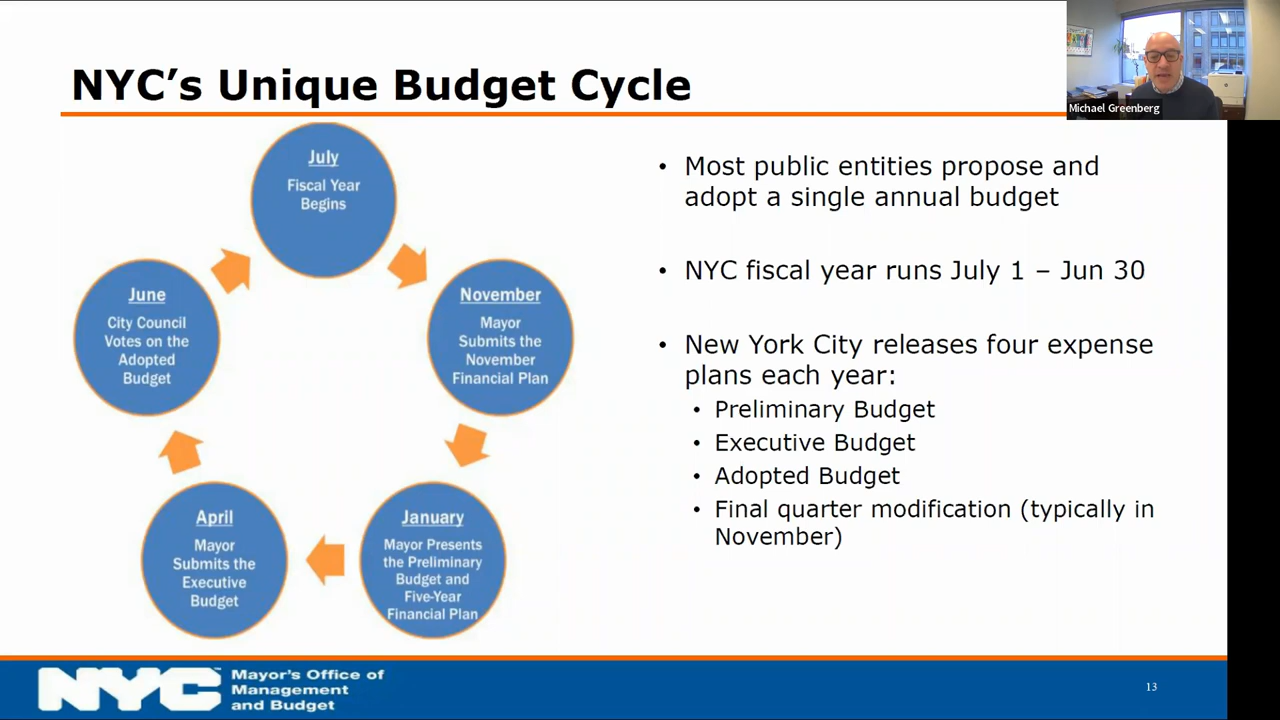 NYC's Unique Budget Cycle
Michael Greenberg
July
Fiscal Year
Begins
November
Mayor
Submits the
November
Financial Plan
January
Mayor Presents
the Preliminary
Budget and
Five-Year
Financial Plan
April
Mayor
Submits the
Executive
Budget
June
City Council
Votes on the
Adopted
Budget
• Most public entities propose and
adopt a single annual budget
• NYC fiscal year runs July 1 – Jun 30
• New York City releases four expense
plans each year:
• Preliminary Budget
• Executive Budget
• Adopted Budget
• Final quarter modification (typically in
November)
NYC
Mayor's Office of
Management
and Budget
13